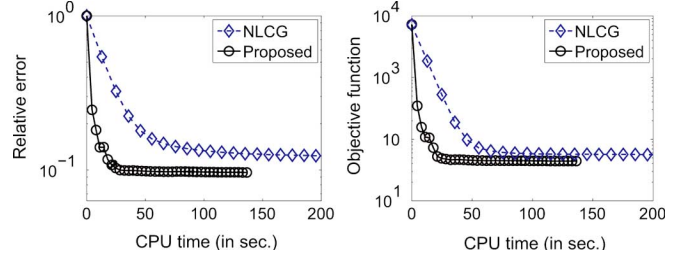 10^0
10^-1
Relative error
NLCG
Proposed
0
50
100
150
200
CPU time (in sec.)
10^4
10^3
10^2
10^1
Objective function
NLCG
Proposed
0
50
100
150
200
CPU time (in sec.)